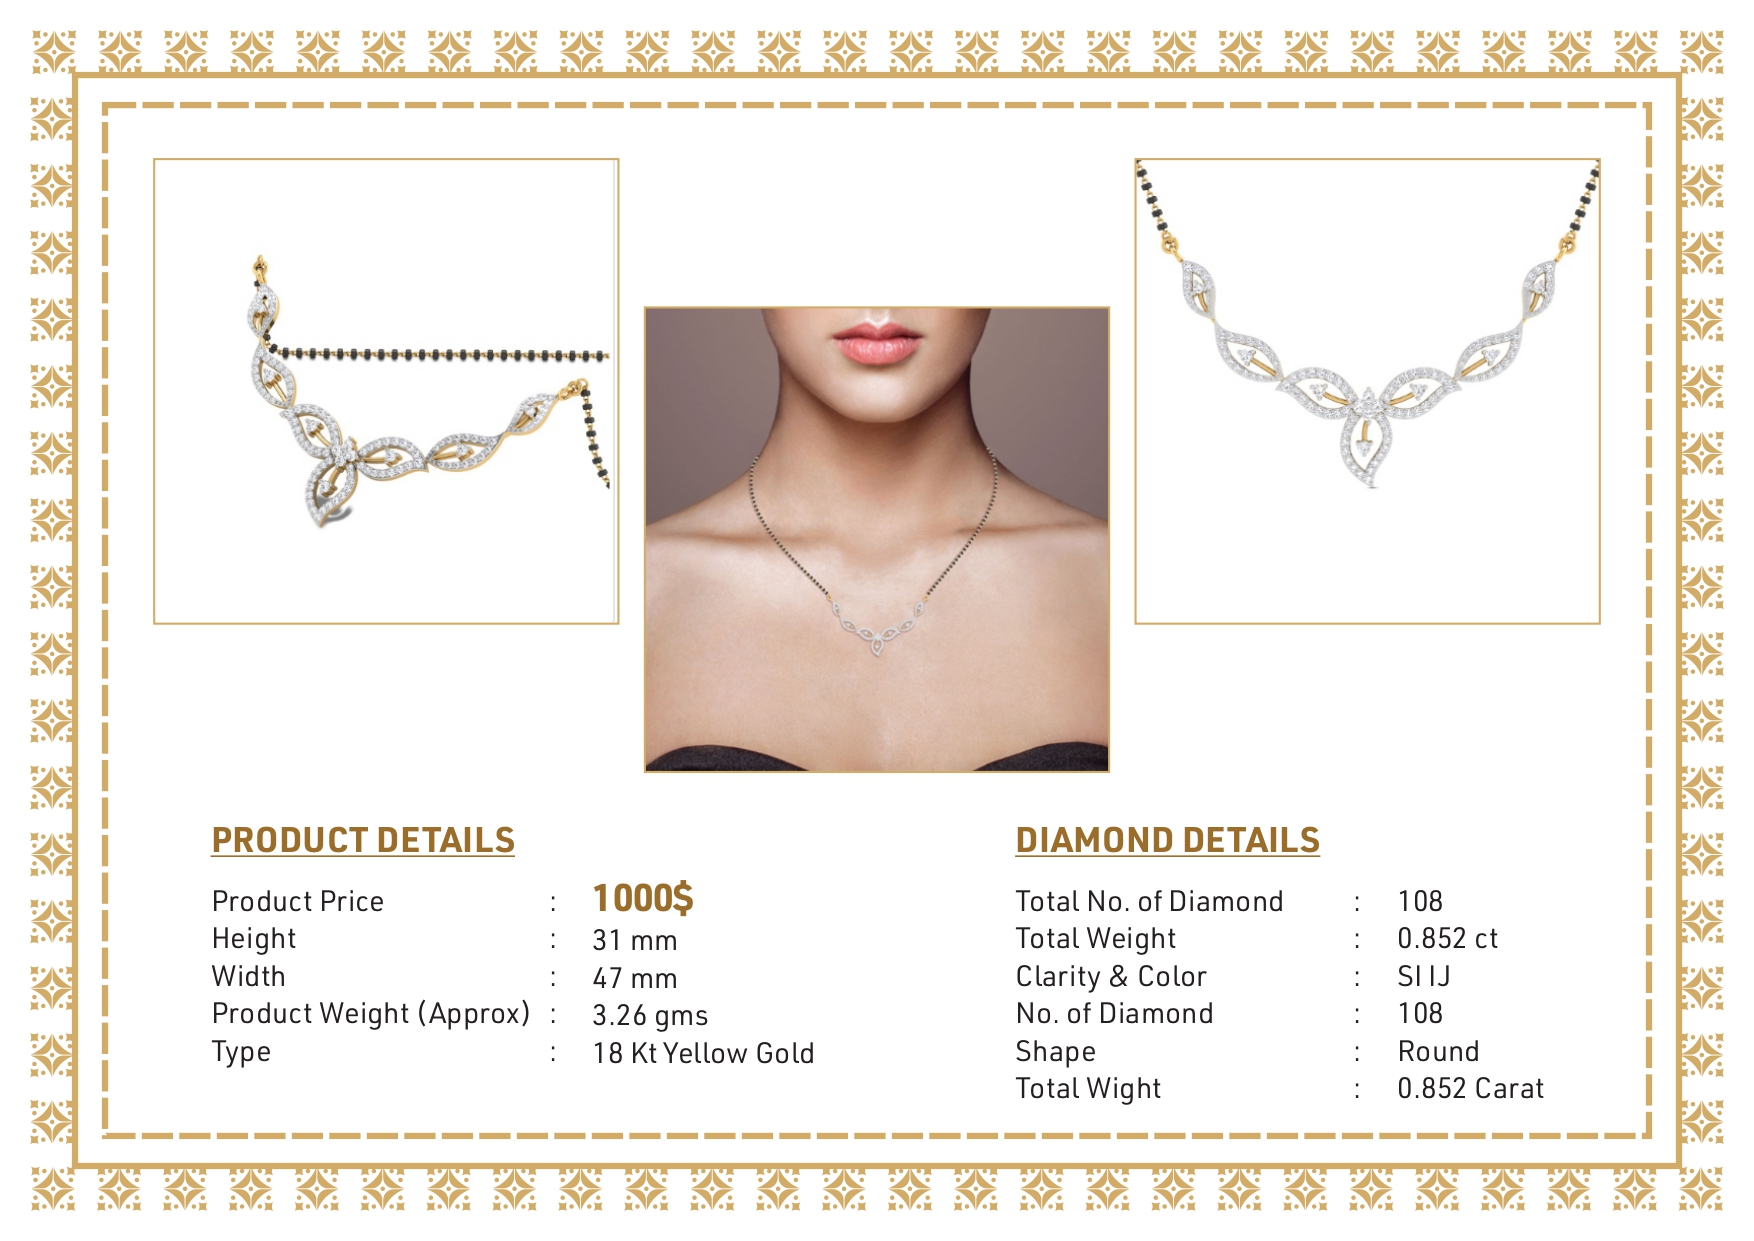 PRODUCT DETAILS
Product Price : 1000$
Height : 31 mm
Width : 47 mm
Product Weight (Approx) : 3.26 gms
Type : 18 Kt Yellow Gold
DIAMOND DETAILS
Total No. of Diamond : 108
Total Weight : 0.852 ct
Clarity & Color : SI IJ
No. of Diamond : 108
Shape : Round
Total Wight : 0.852 Carat